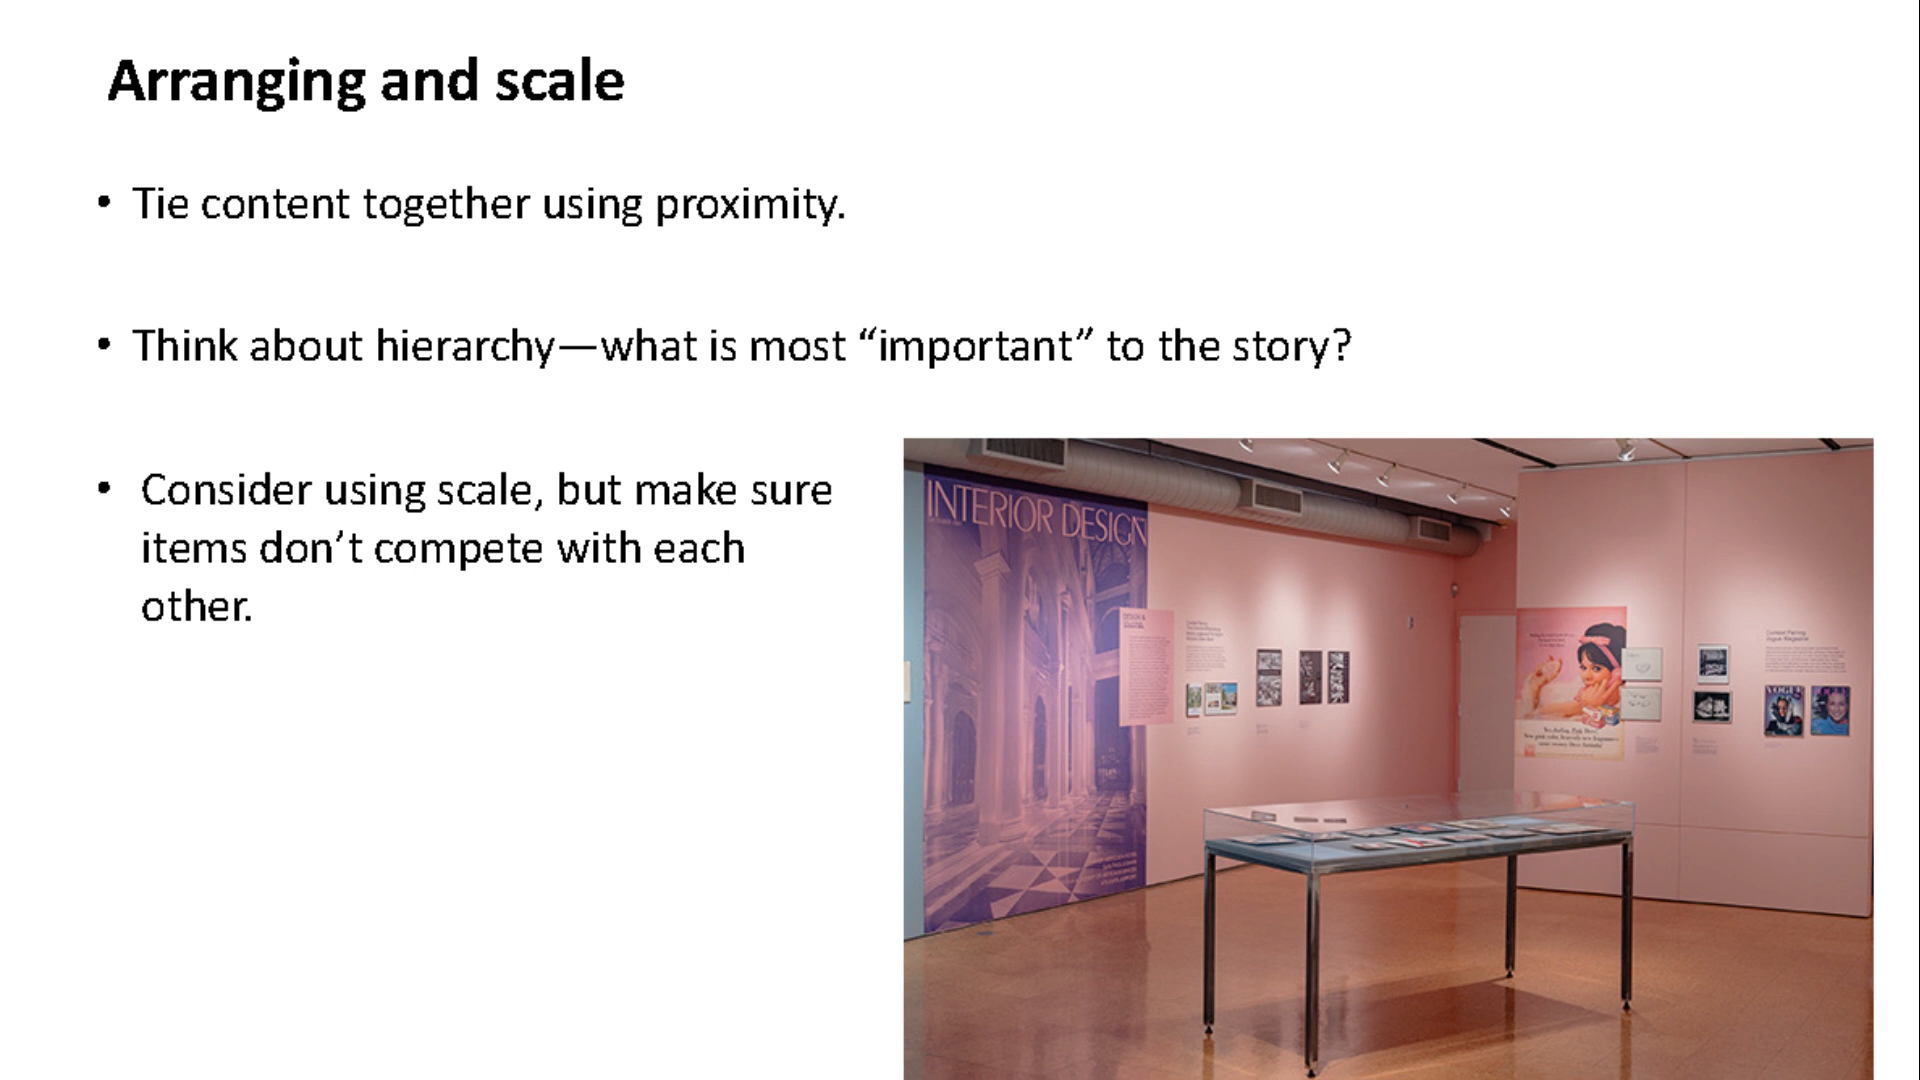 Arranging and scale
• Tie content together using proximity.
• Think about hierarchy—what is most “important” to the story?
• Consider using scale, but make sure
items don’t compete with each
other.
INTERIOR DESIGN
VOGUE